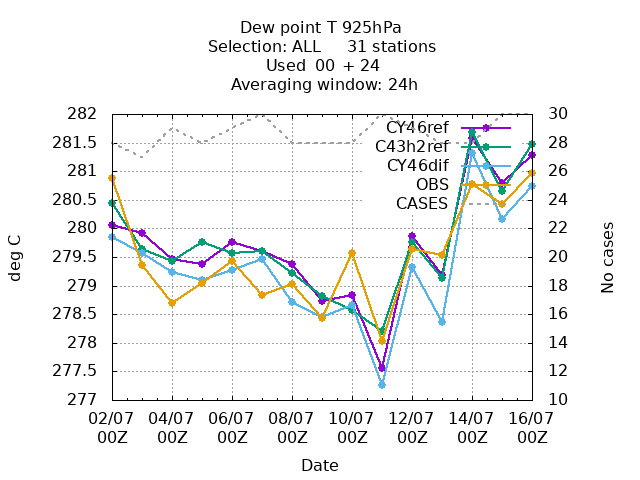 Dew point T 925hPa
Selection: ALL     31 stations
Used  00 + 24
Averaging window: 24h
282
281.5
281
280.5
280
279.5
279
278.5
278
277.5
277
deg C
30
28
26
24
22
20
18
16
14
12
10
No cases
CY46ref
C43h2ref
CY46dif
OBS
CASES
02/07 04/07 06/07 08/07 10/07 12/07 14/07 16/07
00Z 00Z 00Z 00Z 00Z 00Z 00Z 00Z
Date